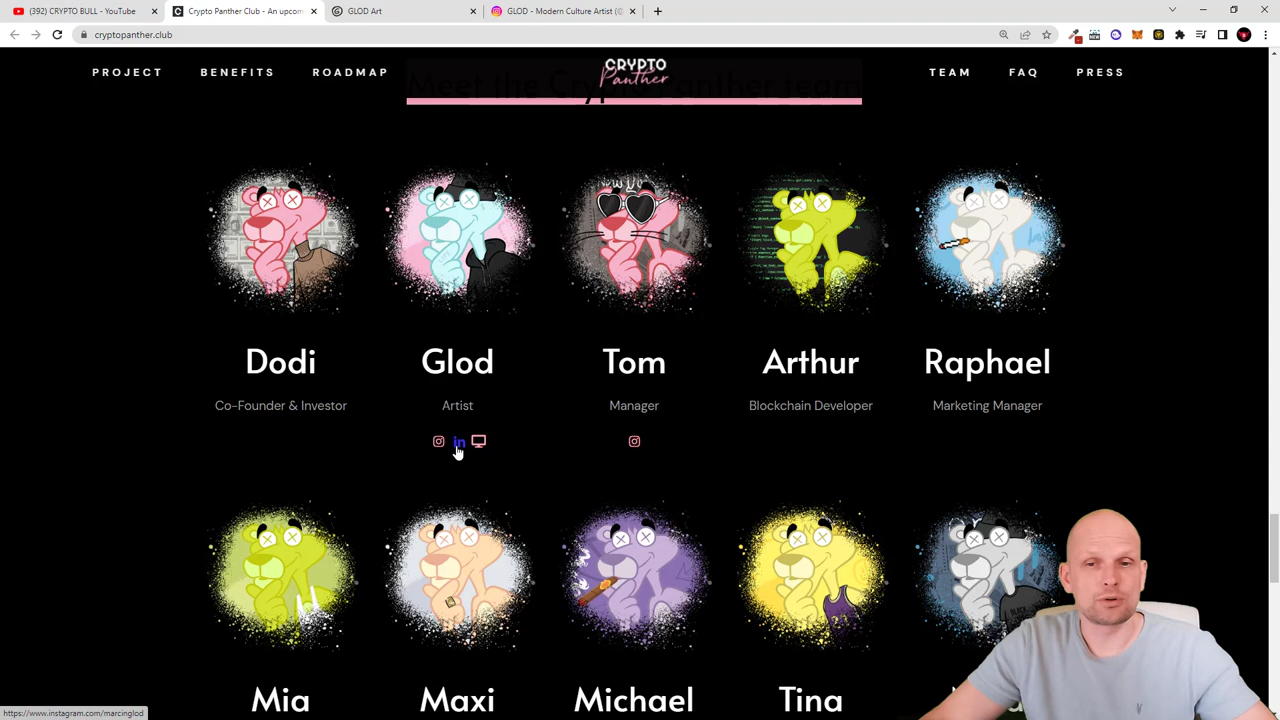 (392) CRYPTO BULL - YouTube
Crypto Panther Club - An upcom
GLOD Art
GLOD - Modern Culture Artist (@
cryptopanther.club
PROJECT
BENEFITS
ROADMAP
CRYPTO
Panther
TEAM
FAQ
PRESS
Meet the Crypto Panther team
Dodi
Glod
Tom
Arthur
Raphael
Co-Founder & Investor
Artist
Manager
Blockchain Developer
Marketing Manager
in
Mia
Maxi
Michael
Tina
https://www.instagram.com/marcinglod